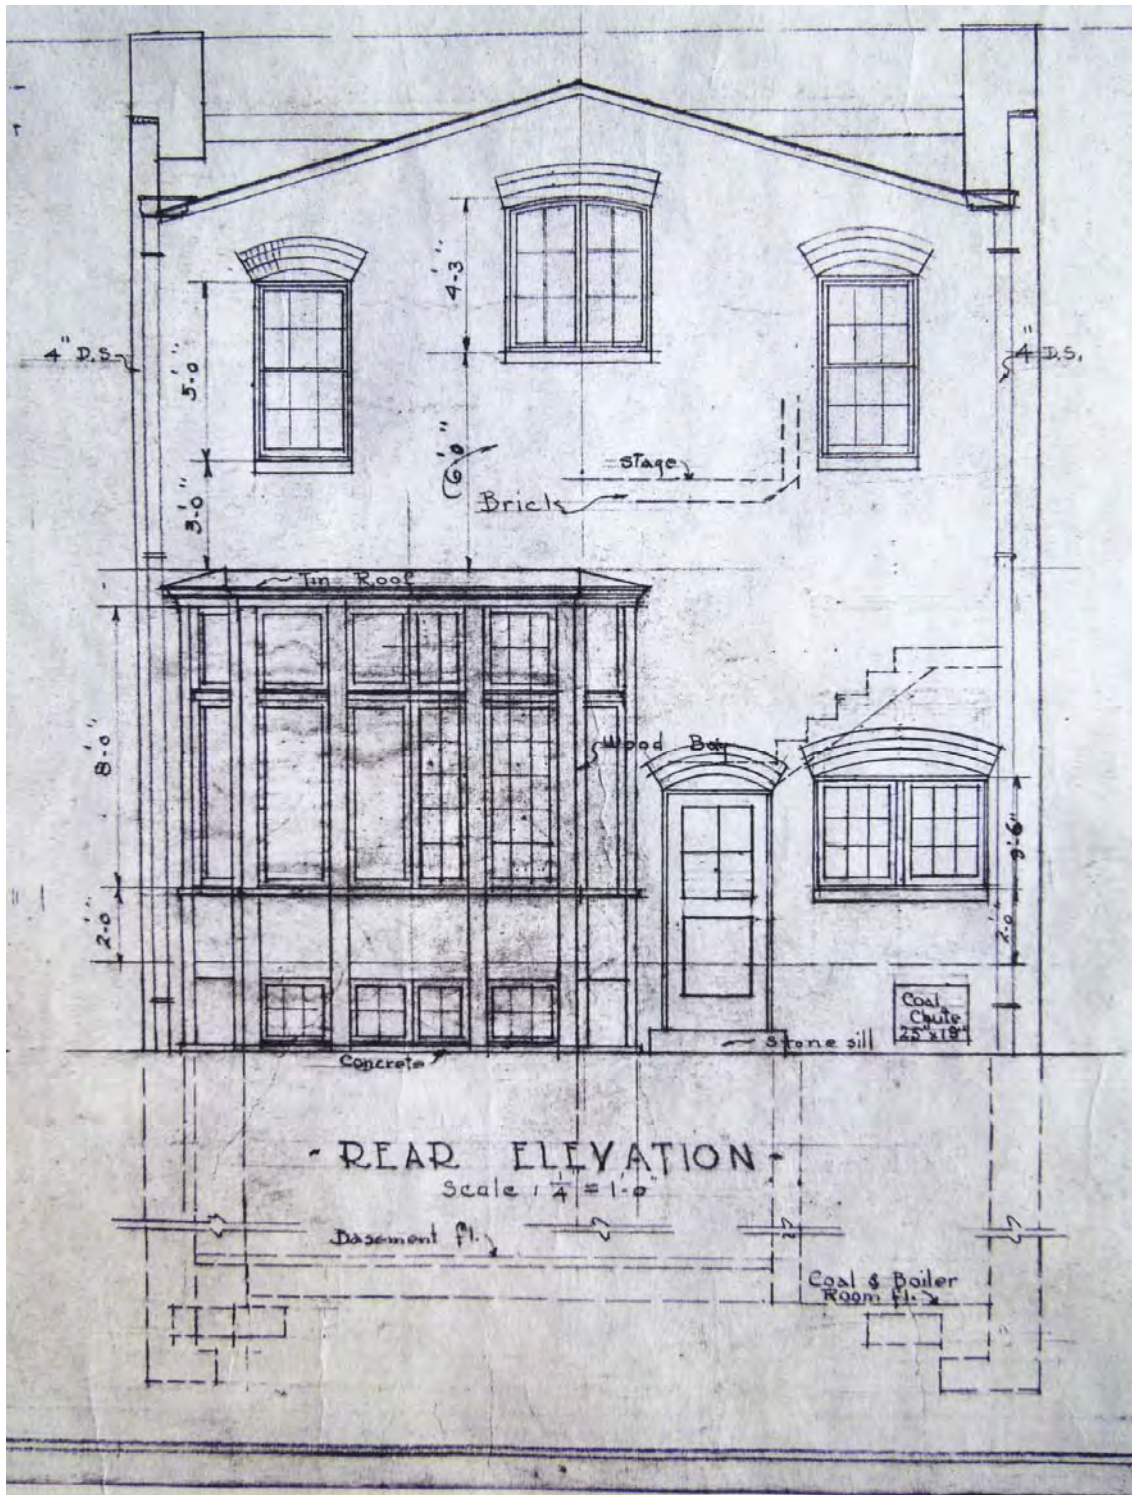 4'-3"
4" D.S.
4" D.S.
5'-0"
6'-0"
stage
Brick
3'-0"
Tin Roof
8'-0"
Wood Bay
3'-6"
2'-0"
2'-0"
Coal
Chute
25"x18"
Stone sill
Concrete
- REAR ELEVATION -
Scale : 1/4" = 1'-0"
Basement fl.
Coal & Boiler
Room fl.